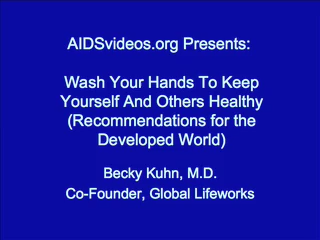 AIDSvideos.org Presents:
Wash Your Hands To Keep
Yourself And Others Healthy
(Recommendations for the
Developed World)
Becky Kuhn, M.D.
Co-Founder, Global Lifeworks